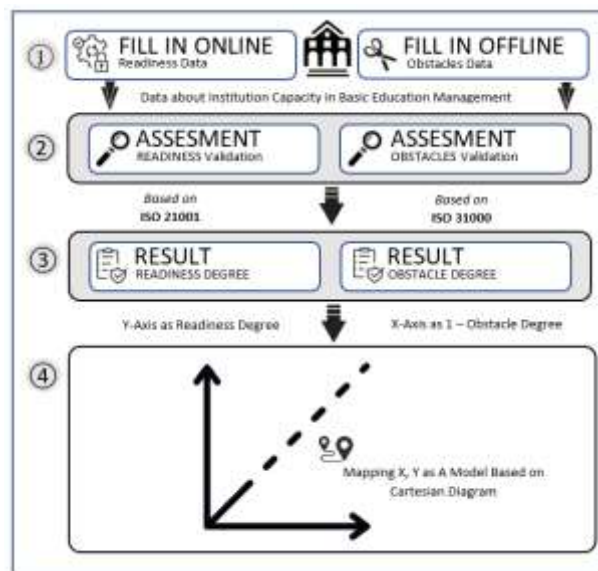 1
FILL IN ONLINE
Readiness Data
FILL IN OFFLINE
Obstacles Data
Data about Institution Capacity in Basic Education Management
2
ASSESMENT
READINESS Validation
ASSESMENT
OBSTACLES Validation
Based on
ISO 21001
Based on
ISO 31000
3
RESULT
READINESS DEGREE
RESULT
OBSTACLE DEGREE
Y-Axis as Readiness Degree
X-Axis as 1 – Obstacle Degree
4
Mapping X, Y as A Model Based on
Cartesian Diagram